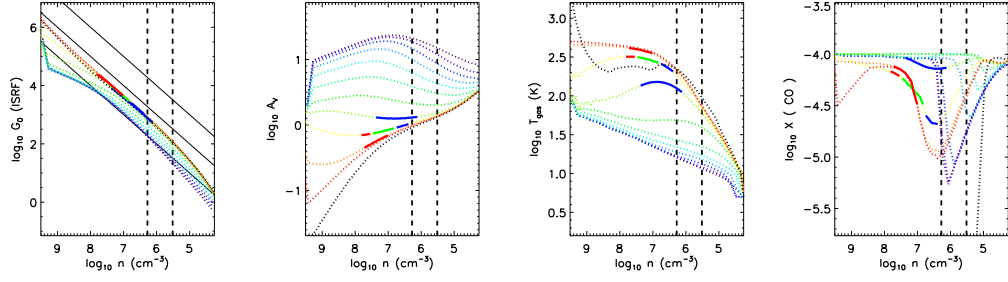 6
4
2
0
log₁₀ G₀ (ISRF)
9 8 7 6 5
log₁₀ n (cm⁻³)
1
0
−1
log₁₀ Aᵥ
9 8 7 6 5
log₁₀ n (cm⁻³)
3.0
2.5
2.0
1.5
1.0
0.5
log₁₀ T_gas (K)
9 8 7 6 5
log₁₀ n (cm⁻³)
−3.5
−4.0
−4.5
−5.0
−5.5
log₁₀ X ( CO )
9 8 7 6 5
log₁₀ n (cm⁻³)